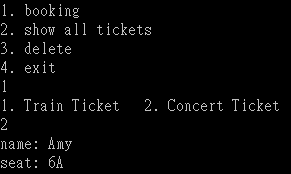 1. booking
2. show all tickets
3. delete
4. exit
1
1. Train Ticket   2. Concert Ticket
2
name: Amy
seat: 6A